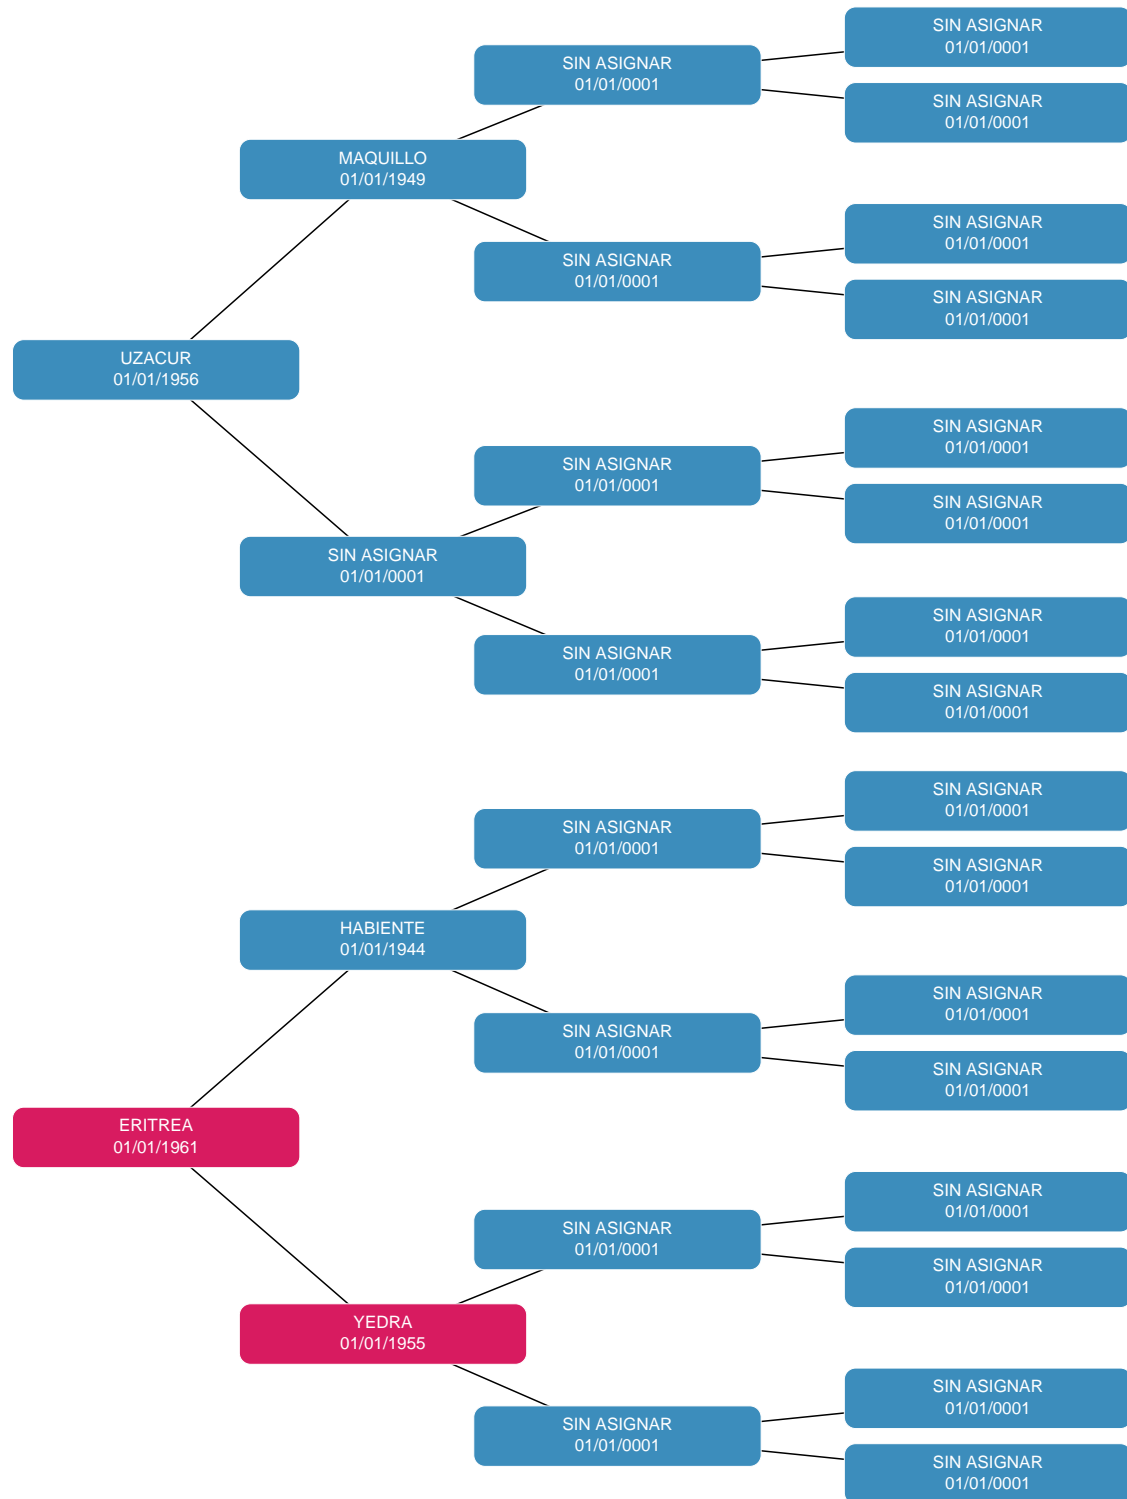 SIN ASIGNAR
01/01/0001
SIN ASIGNAR
01/01/0001
SIN ASIGNAR
01/01/0001
MAQUILLO
01/01/1949
SIN ASIGNAR
01/01/0001
SIN ASIGNAR
01/01/0001
SIN ASIGNAR
01/01/0001
UZACUR
01/01/1956
SIN ASIGNAR
01/01/0001
SIN ASIGNAR
01/01/0001
SIN ASIGNAR
01/01/0001
SIN ASIGNAR
01/01/0001
SIN ASIGNAR
01/01/0001
SIN ASIGNAR
01/01/0001
SIN ASIGNAR
01/01/0001
SIN ASIGNAR
01/01/0001
SIN ASIGNAR
01/01/0001
SIN ASIGNAR
01/01/0001
HABIENTE
01/01/1944
SIN ASIGNAR
01/01/0001
SIN ASIGNAR
01/01/0001
SIN ASIGNAR
01/01/0001
ERITREA
01/01/1961
SIN ASIGNAR
01/01/0001
SIN ASIGNAR
01/01/0001
SIN ASIGNAR
01/01/0001
YEDRA
01/01/1955
SIN ASIGNAR
01/01/0001
SIN ASIGNAR
01/01/0001
SIN ASIGNAR
01/01/0001